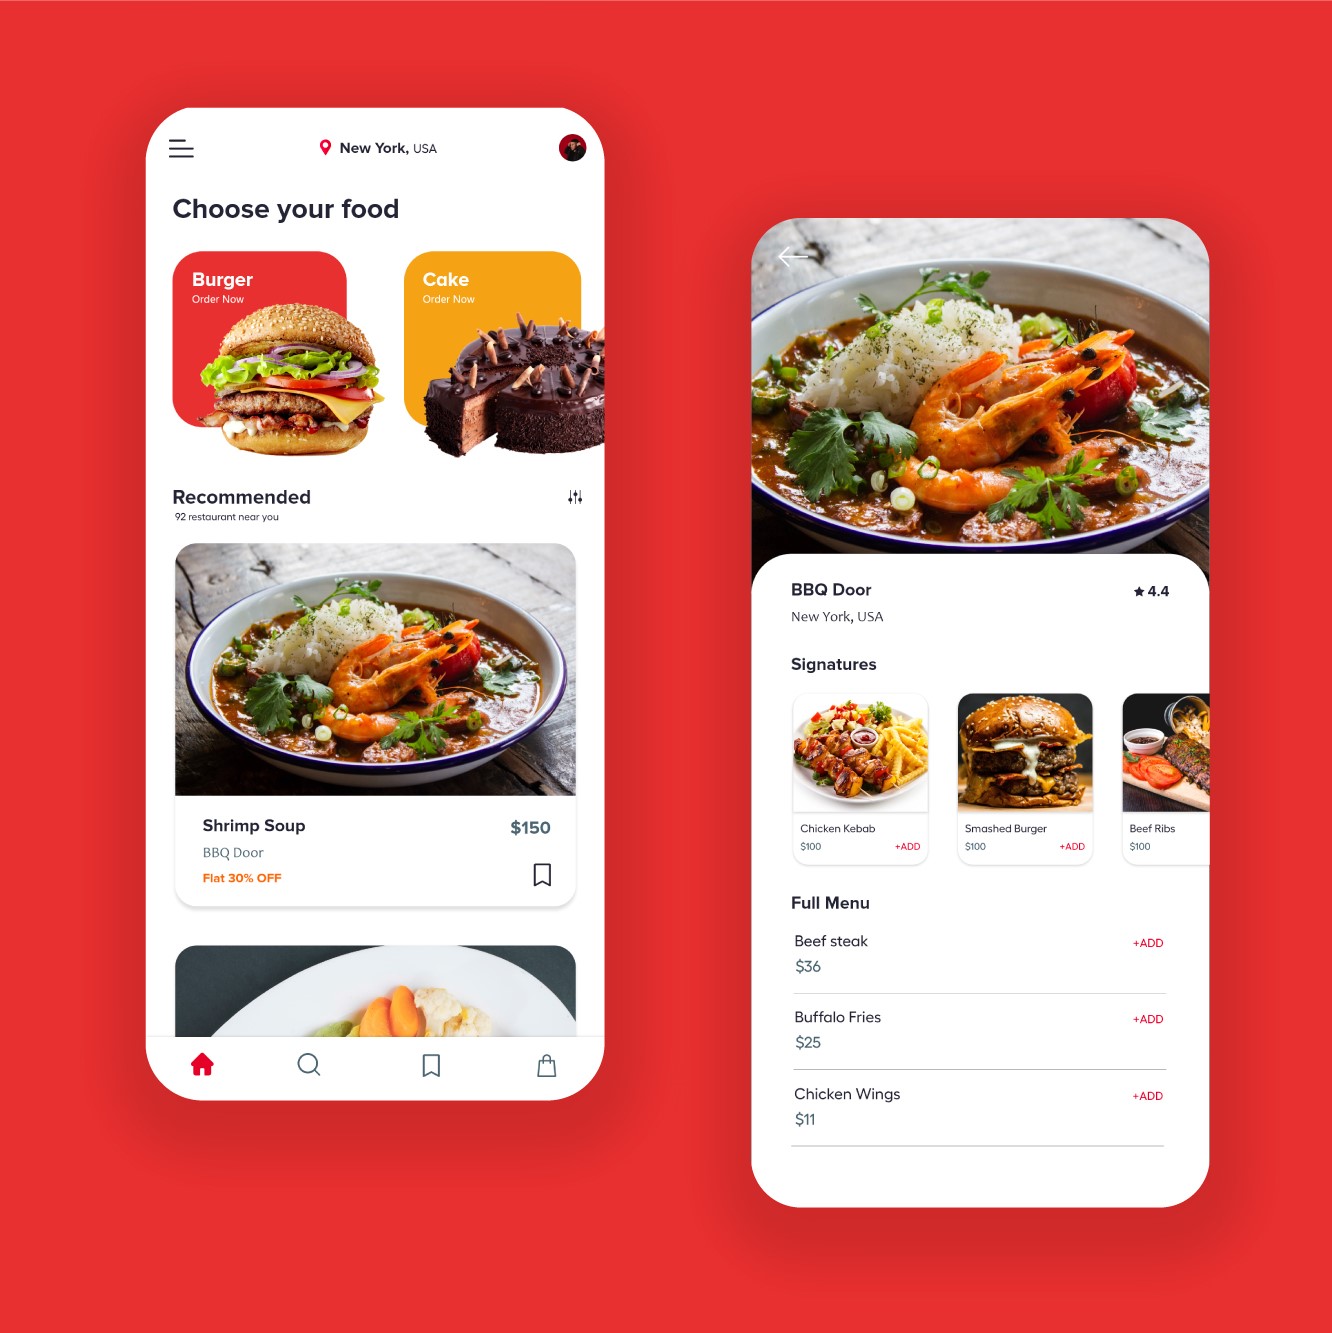 New York, USA
Choose your food
Burger
Order Now
Cake
Order Now
Recommended
92 restaurant near you
Shrimp Soup
$150
BBQ Door
Flat 30% OFF
BBQ Door
4.4
New York, USA
Signatures
Chicken Kebab
$100
+ADD
Smashed Burger
$100
+ADD
Beef Ribs
$100
Full Menu
Beef steak
+ADD
$36
Buffalo Fries
+ADD
$25
Chicken Wings
+ADD
$11